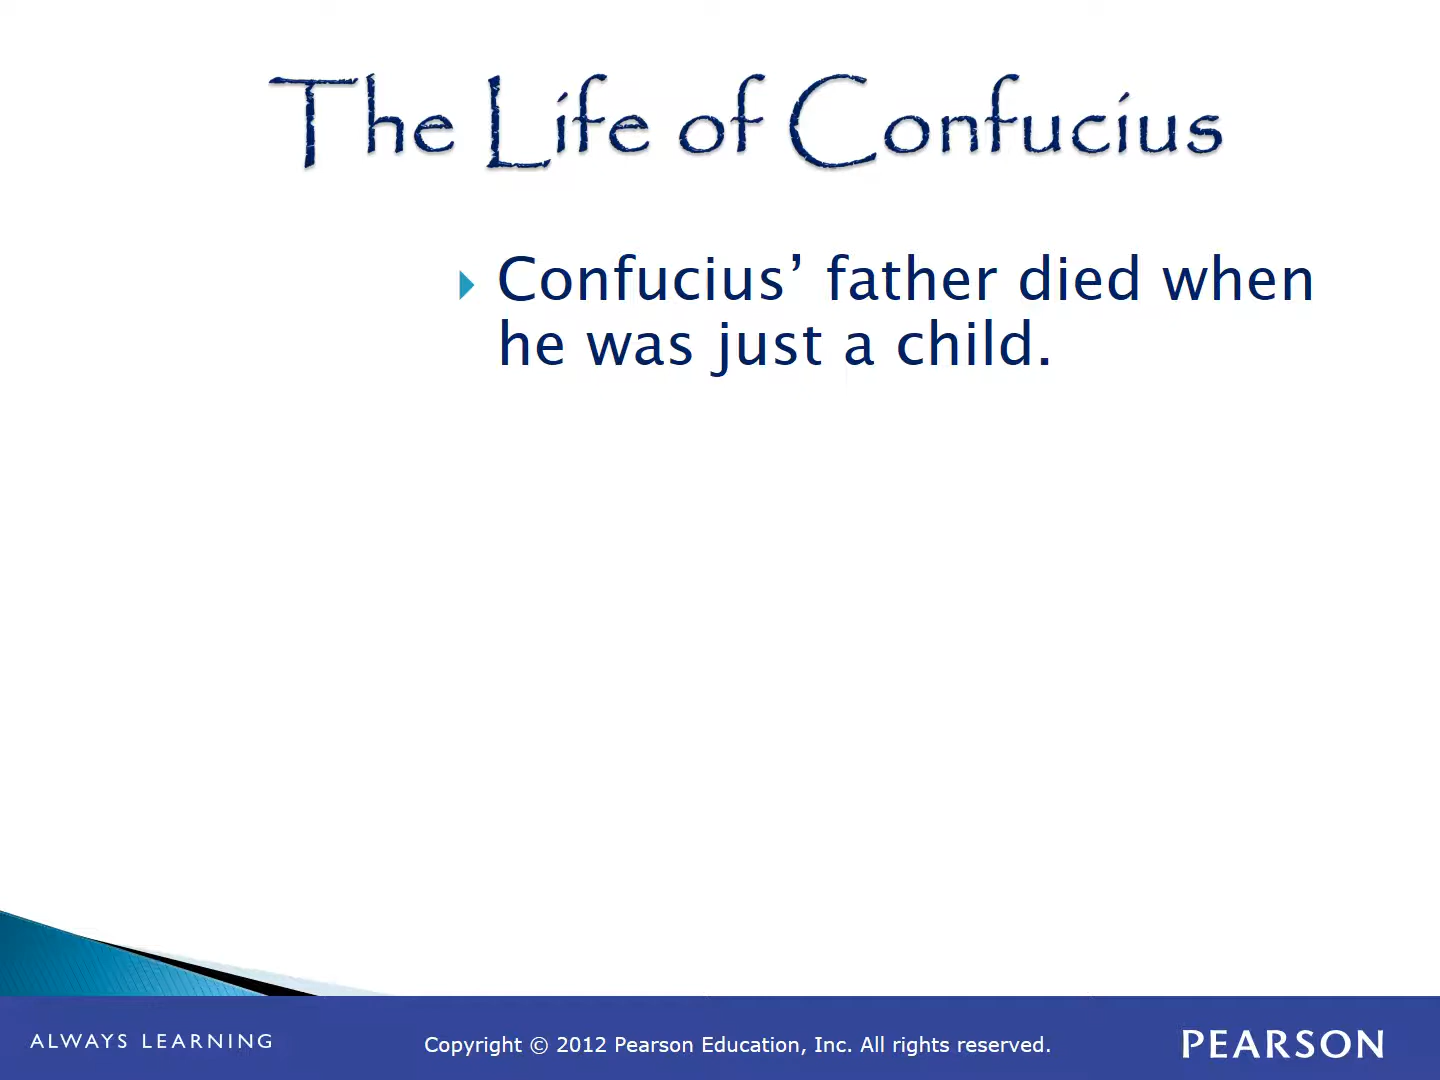 The Life of Confucius
Confucius’ father died when
he was just a child.
ALWAYS LEARNING
Copyright © 2012 Pearson Education, Inc. All rights reserved.
PEARSON